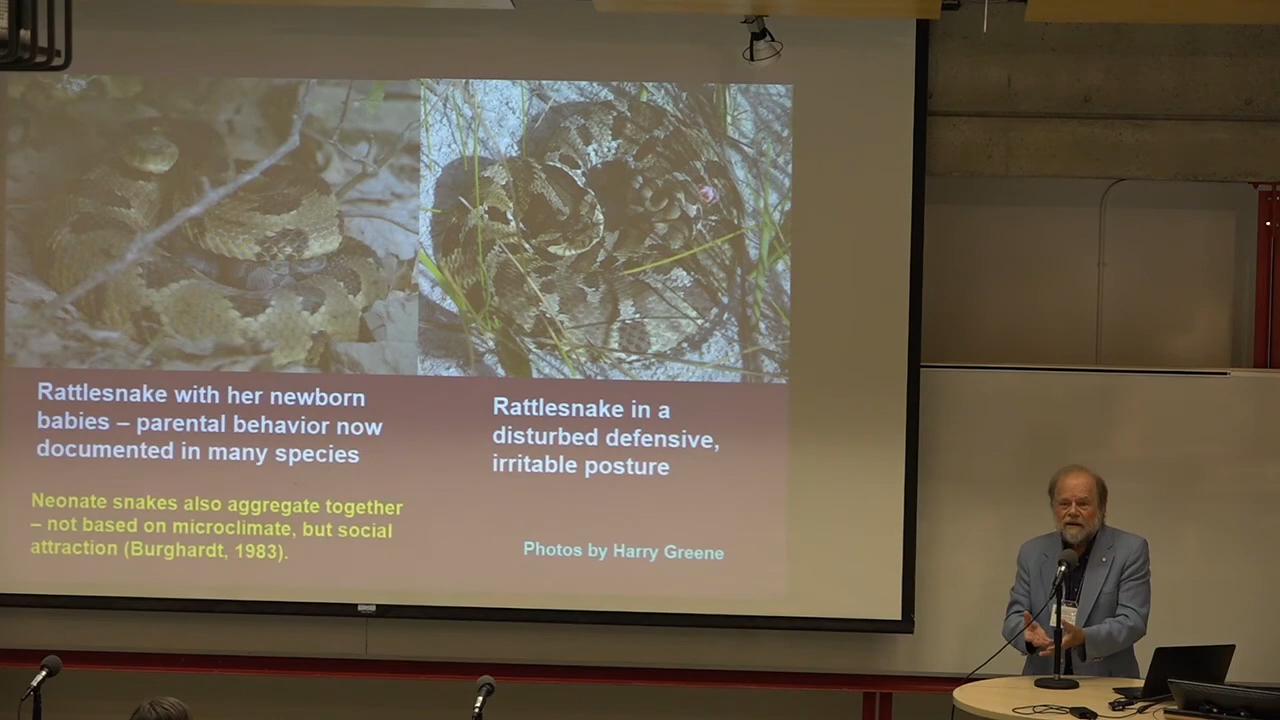 Rattlesnake with her newborn
babies – parental behavior now
documented in many species
Neonate snakes also aggregate together
– not based on microclimate, but social
attraction (Burghardt, 1983).
Rattlesnake in a
disturbed defensive,
irritable posture
Photos by Harry Greene